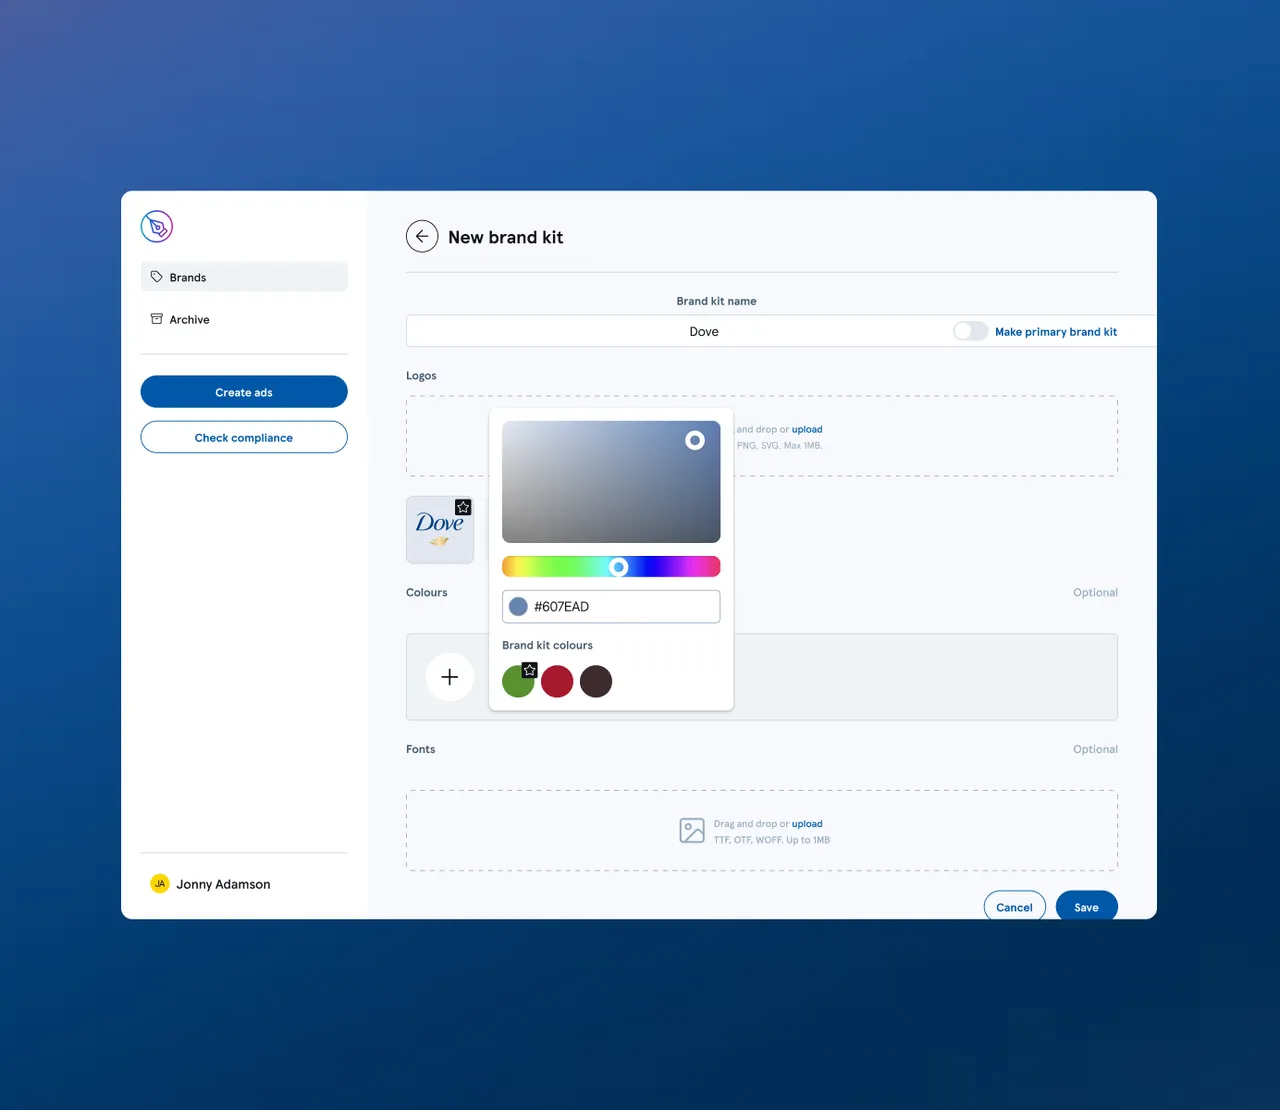 New brand kit
Brands
Archive
Create ads
Check compliance
Brand kit name
Dove
Make primary brand kit
Logos
and drop or upload
PNG, SVG. Max 1MB.
Dove
Colours
Optional
#607EAD
Brand kit colours
Fonts
Optional
Drag and drop or upload
TTF, OTF, WOFF. Up to 1MB
JA
Jonny Adamson
Cancel
Save